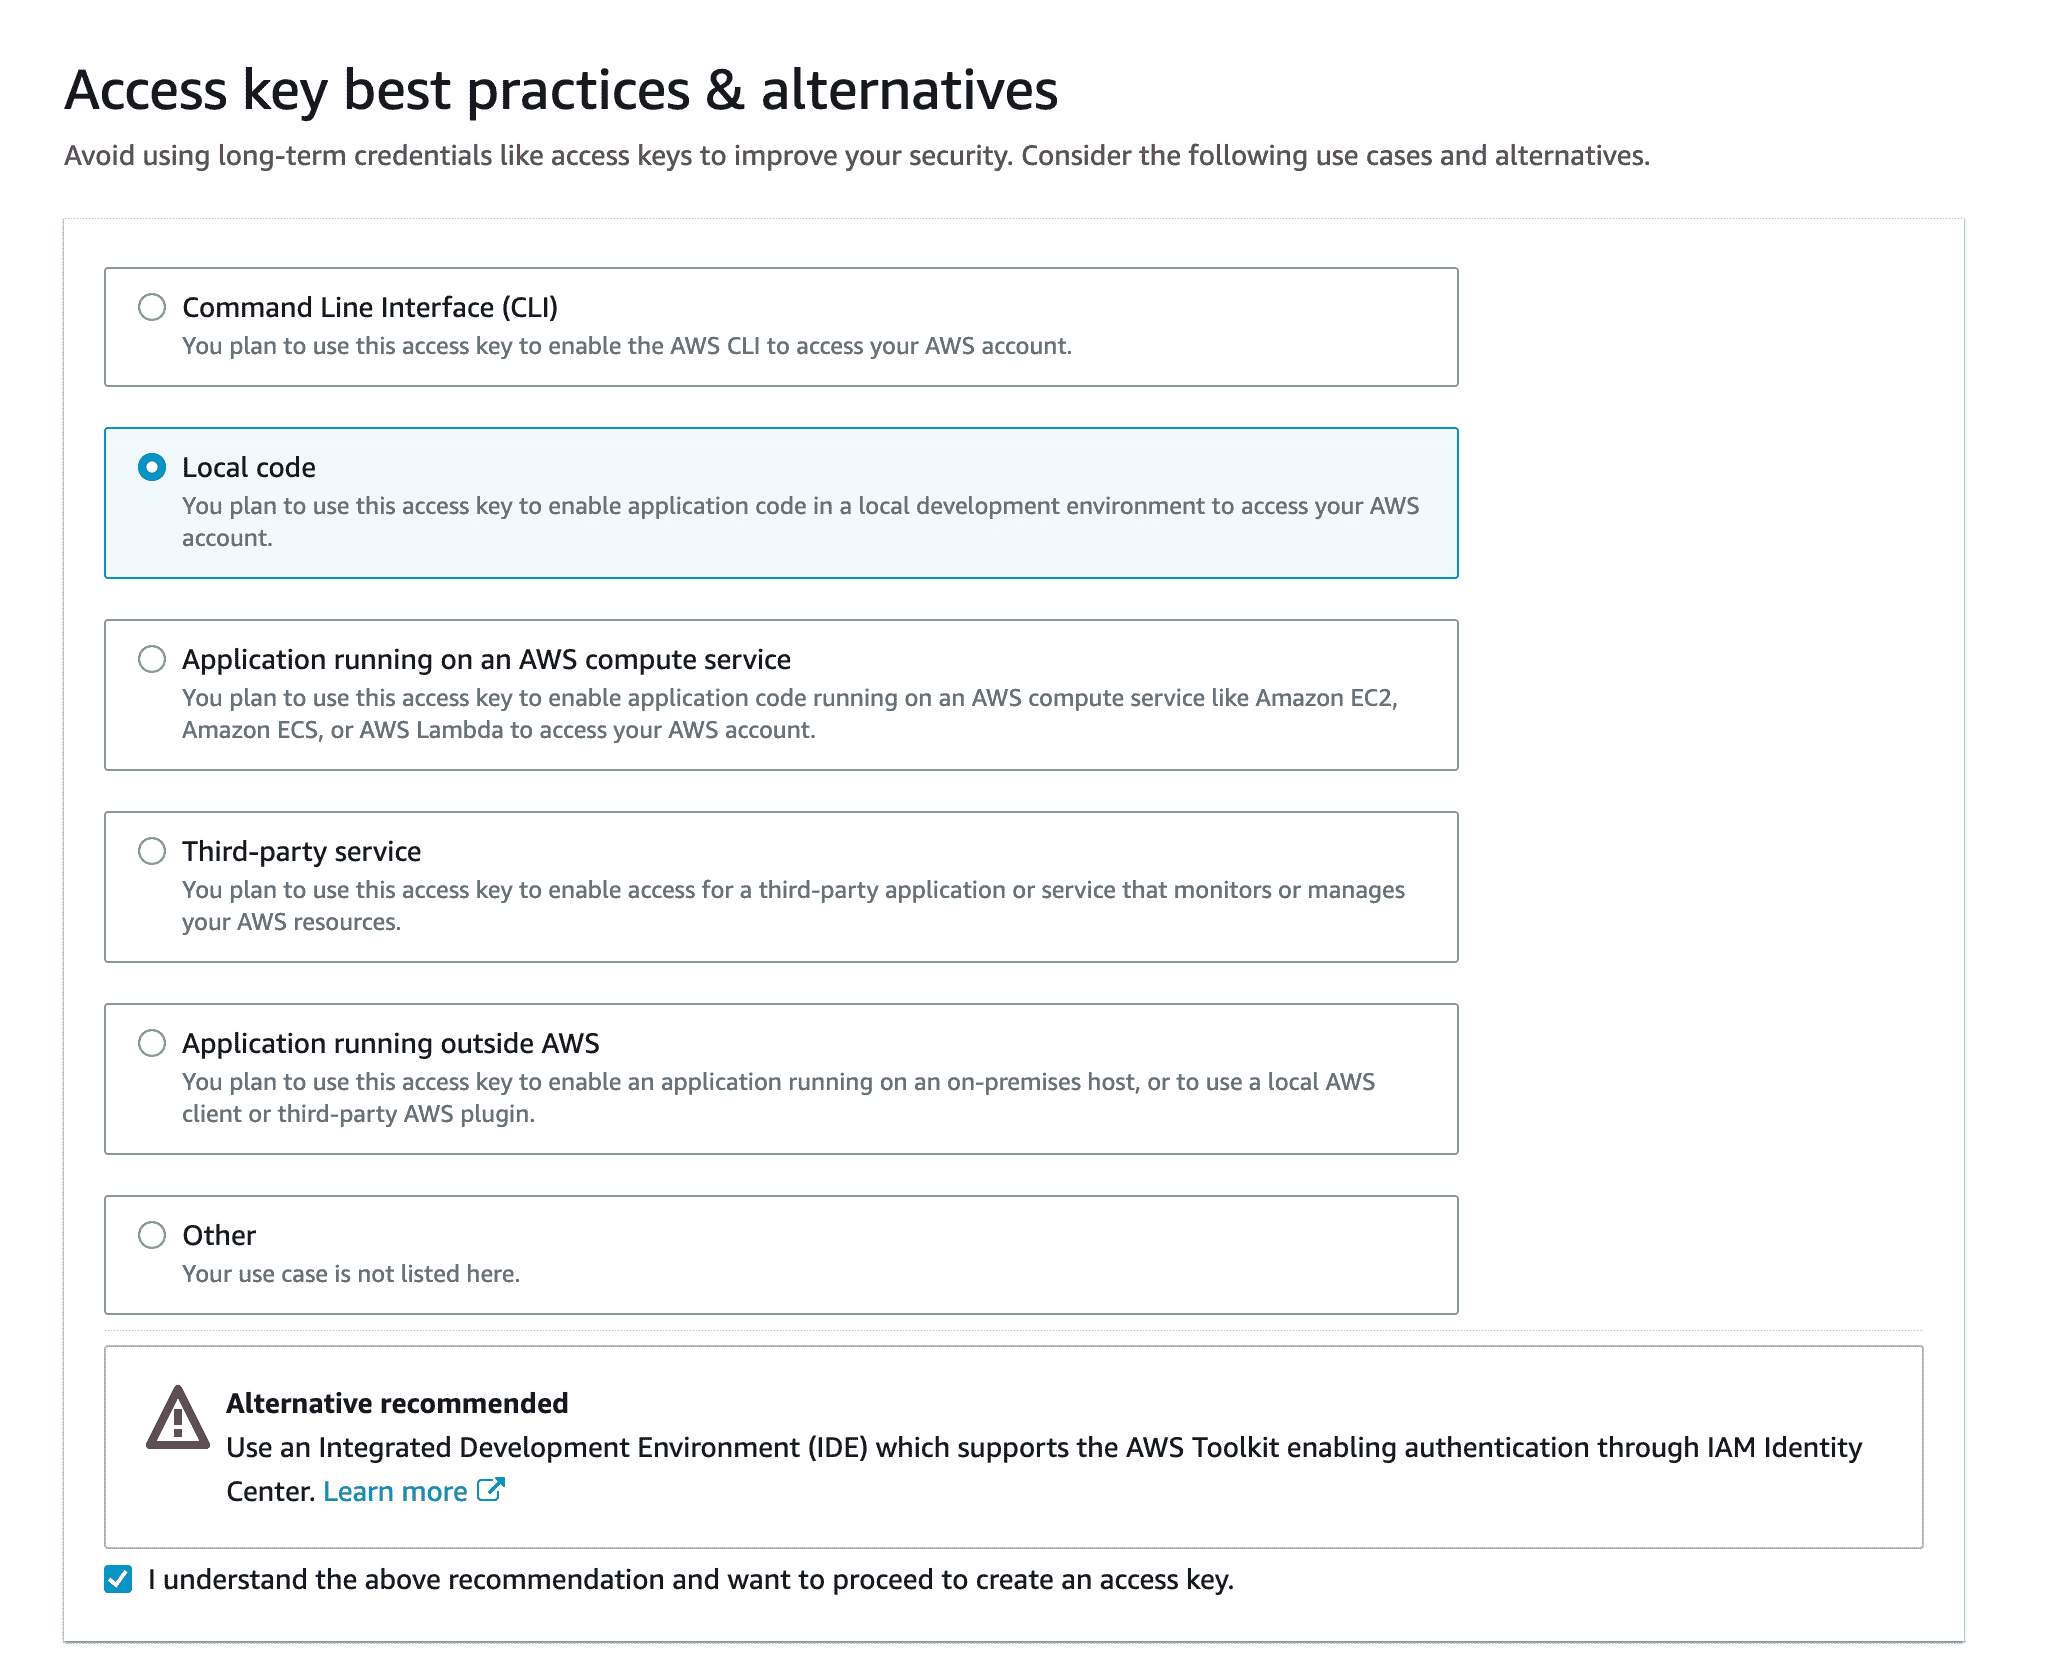 Access key best practices & alternatives
Avoid using long-term credentials like access keys to improve your security. Consider the following use cases and alternatives.
Command Line Interface (CLI)
You plan to use this access key to enable the AWS CLI to access your AWS account.
Local code
You plan to use this access key to enable application code in a local development environment to access your AWS
account.
Application running on an AWS compute service
You plan to use this access key to enable application code running on an AWS compute service like Amazon EC2,
Amazon ECS, or AWS Lambda to access your AWS account.
Third-party service
You plan to use this access key to enable access for a third-party application or service that monitors or manages
your AWS resources.
Application running outside AWS
You plan to use this access key to enable an application running on an on-premises host, or to use a local AWS
client or third-party AWS plugin.
Other
Your use case is not listed here.
Alternative recommended
Use an Integrated Development Environment (IDE) which supports the AWS Toolkit enabling authentication through IAM Identity
Center. Learn more
I understand the above recommendation and want to proceed to create an access key.